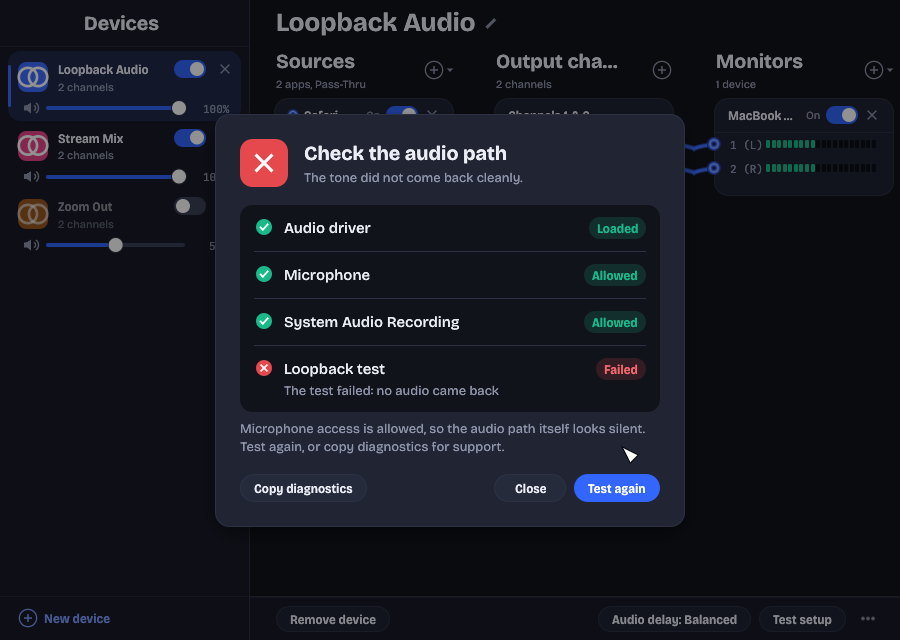 Devices
Loopback Audio
2 channels
100%
Stream Mix
2 channels
Zoom Out
2 channels
New device
Loopback Audio
Sources
2 apps, Pass-Thru
Output cha...
2 channels
Monitors
1 device
MacBook ... On
1 (L)
2 (R)
Check the audio path
The tone did not come back cleanly.
Audio driver Loaded
Microphone Allowed
System Audio Recording Allowed
Loopback test Failed
The test failed: no audio came back
Microphone access is allowed, so the audio path itself looks silent.
Test again, or copy diagnostics for support.
Copy diagnostics Close Test again
Remove device Audio delay: Balanced Test setup